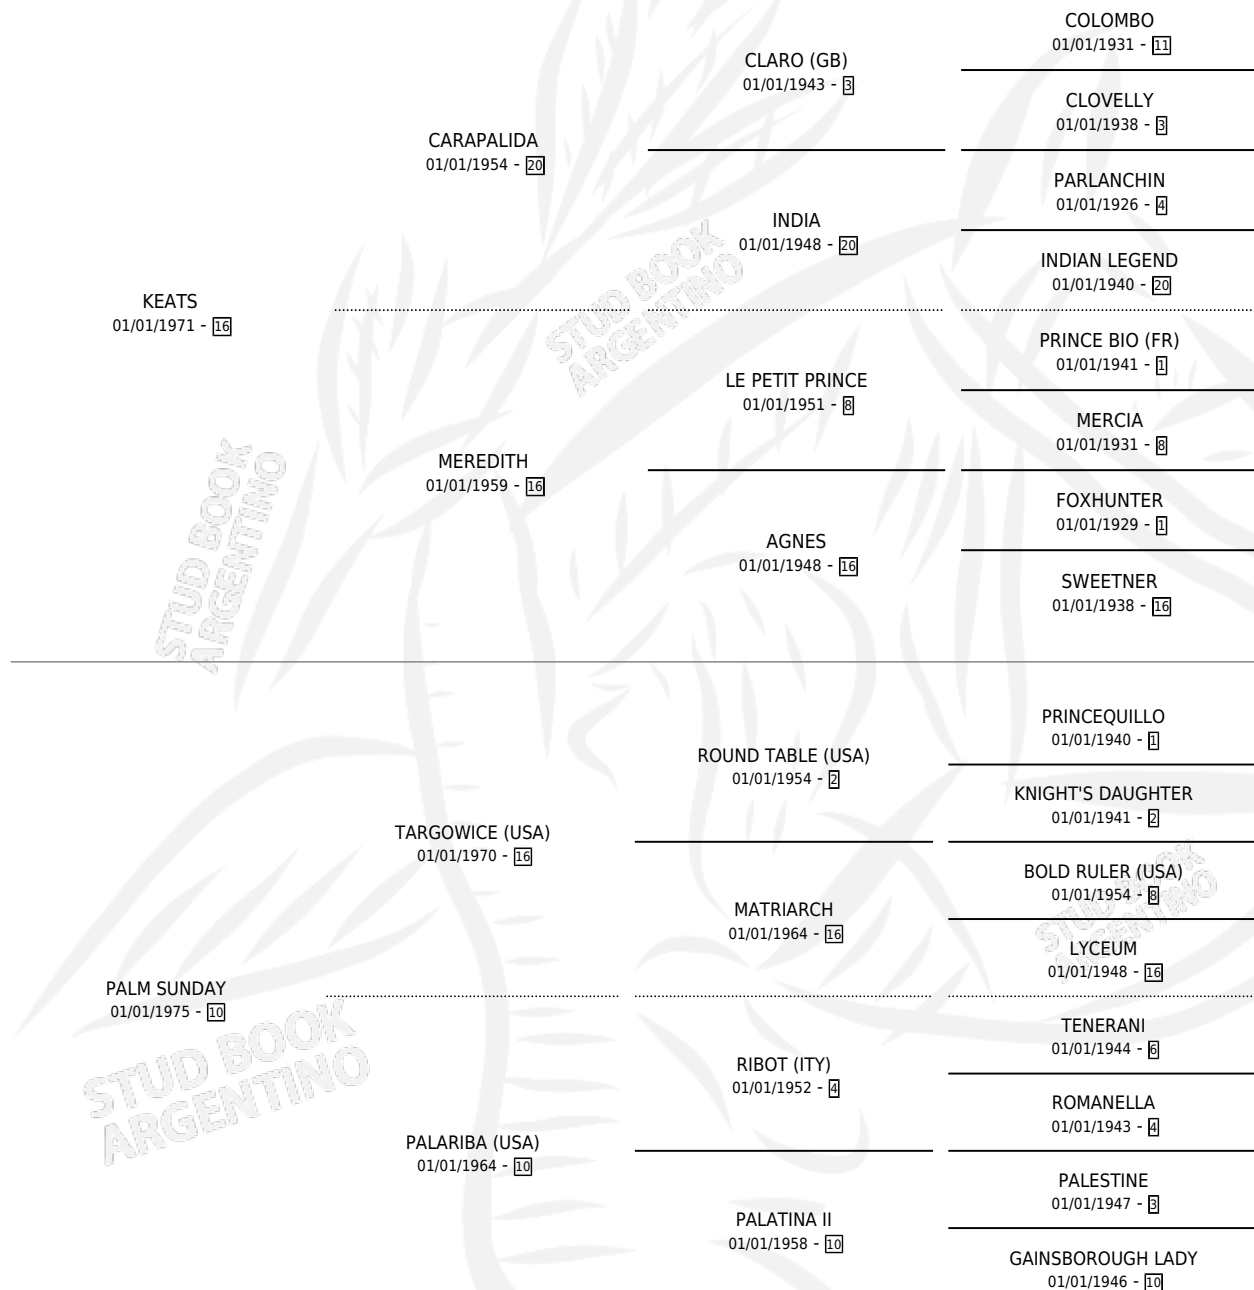 COLOMBO
01/01/1931 - 11
CLARO (GB)
01/01/1943 - 3
CLOVELLY
01/01/1938 - 3
CARAPALIDA
01/01/1954 - 20
PARLANCHIN
01/01/1926 - 4
INDIA
01/01/1948 - 20
INDIAN LEGEND
01/01/1940 - 20
KEATS
01/01/1971 - 16
PRINCE BIO (FR)
01/01/1941 - 1
LE PETIT PRINCE
01/01/1951 - 8
MERCIA
01/01/1931 - 8
MEREDITH
01/01/1959 - 16
FOXHUNTER
01/01/1929 - 1
AGNES
01/01/1948 - 16
SWEETNER
01/01/1938 - 16
STUD BOOK
ARGENTINO
STUD BOOK
ARGENTINO
PRINCEQUILLO
01/01/1940 - 1
ROUND TABLE (USA)
01/01/1954 - 2
KNIGHT'S DAUGHTER
01/01/1941 - 2
TARGOWICE (USA)
01/01/1970 - 16
BOLD RULER (USA)
01/01/1954 - 8
MATRIARCH
01/01/1964 - 16
LYCEUM
01/01/1948 - 16
PALM SUNDAY
01/01/1975 - 10
TENERANI
01/01/1944 - 6
RIBOT (ITY)
01/01/1952 - 4
ROMANELLA
01/01/1943 - 4
PALARIBA (USA)
01/01/1964 - 10
PALESTINE
01/01/1947 - 3
PALATINA II
01/01/1958 - 10
GAINSBOROUGH LADY
01/01/1946 - 10
STUD BOOK
ARGENTINO
STUD BOOK
ARGENTINO